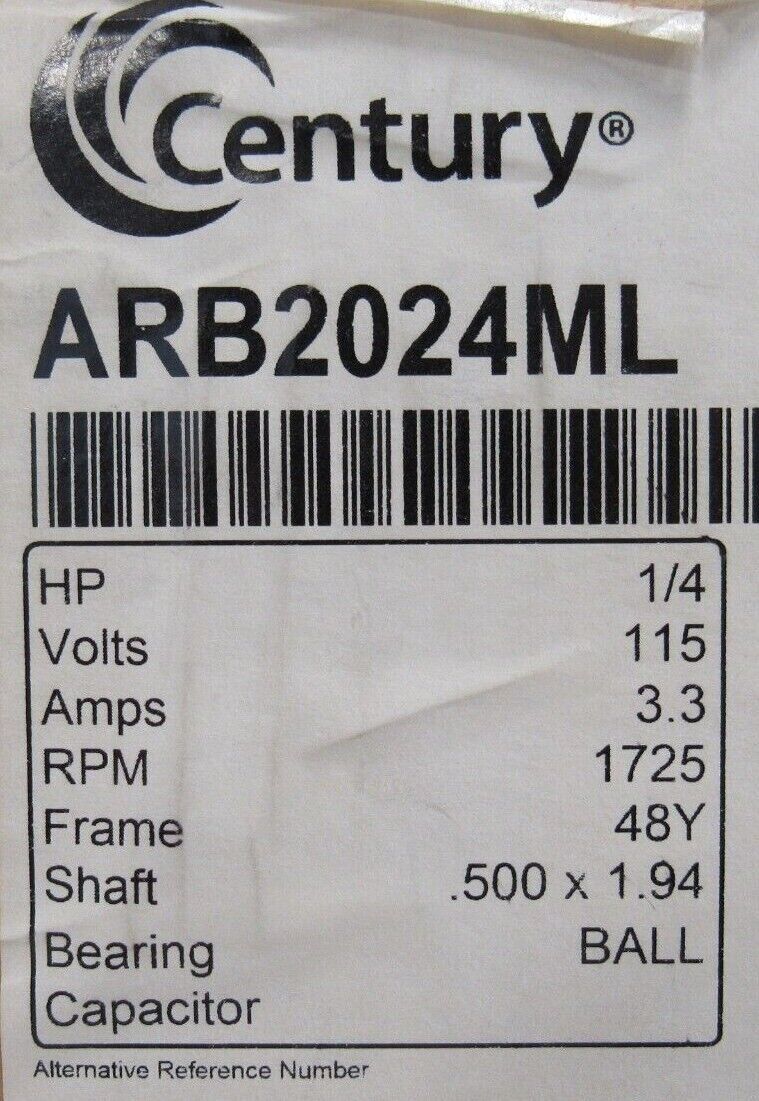 Century®
ARB2024ML
HP 1/4
Volts 115
Amps 3.3
RPM 1725
Frame 48Y
Shaft .500 x 1.94
Bearing BALL
Capacitor
Alternative Reference Number